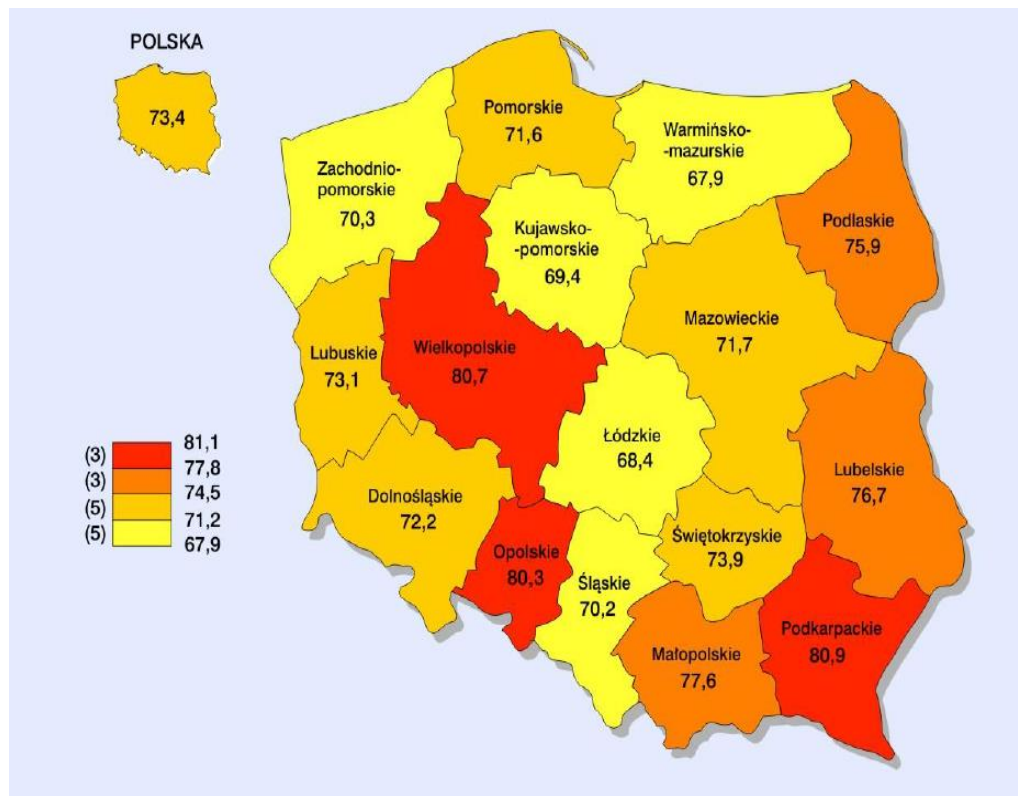 POLSKA
73,4
Pomorskie
71,6
Warmińsko-
-mazurskie
67,9
Zachodnio-
pomorskie
70,3
Kujawsko-
-pomorskie
69,4
Podlaskie
75,9
Mazowieckie
71,7
Lubuskie
73,1
Wielkopolskie
80,7
Łódzkie
68,4
Lubelskie
76,7
Dolnośląskie
72,2
Opolskie
80,3
Śląskie
70,2
Świętokrzyskie
73,9
Małopolskie
77,6
Podkarpackie
80,9
81,1
(3)
77,8
(3)
74,5
(5)
71,2
(5)
67,9